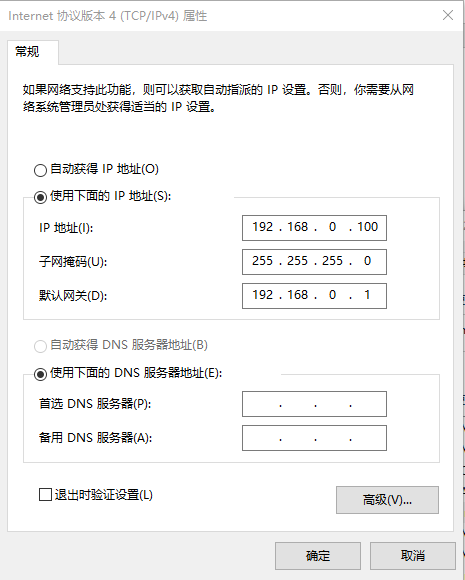 Internet 协议版本 4 (TCP/IPv4) 属性
常规
如果网络支持此功能，则可以获取自动指派的 IP 设置。否则，你需要从网
络系统管理员处获得适当的 IP 设置。
自动获得 IP 地址(O)
使用下面的 IP 地址(S):
IP 地址(I): 192 . 168 . 0 . 100
子网掩码(U): 255 . 255 . 255 . 0
默认网关(D): 192 . 168 . 0 . 1
自动获得 DNS 服务器地址(B)
使用下面的 DNS 服务器地址(E):
首选 DNS 服务器(P): . . .
备用 DNS 服务器(A): . . .
退出时验证设置(L)
高级(V)...
确定 取消